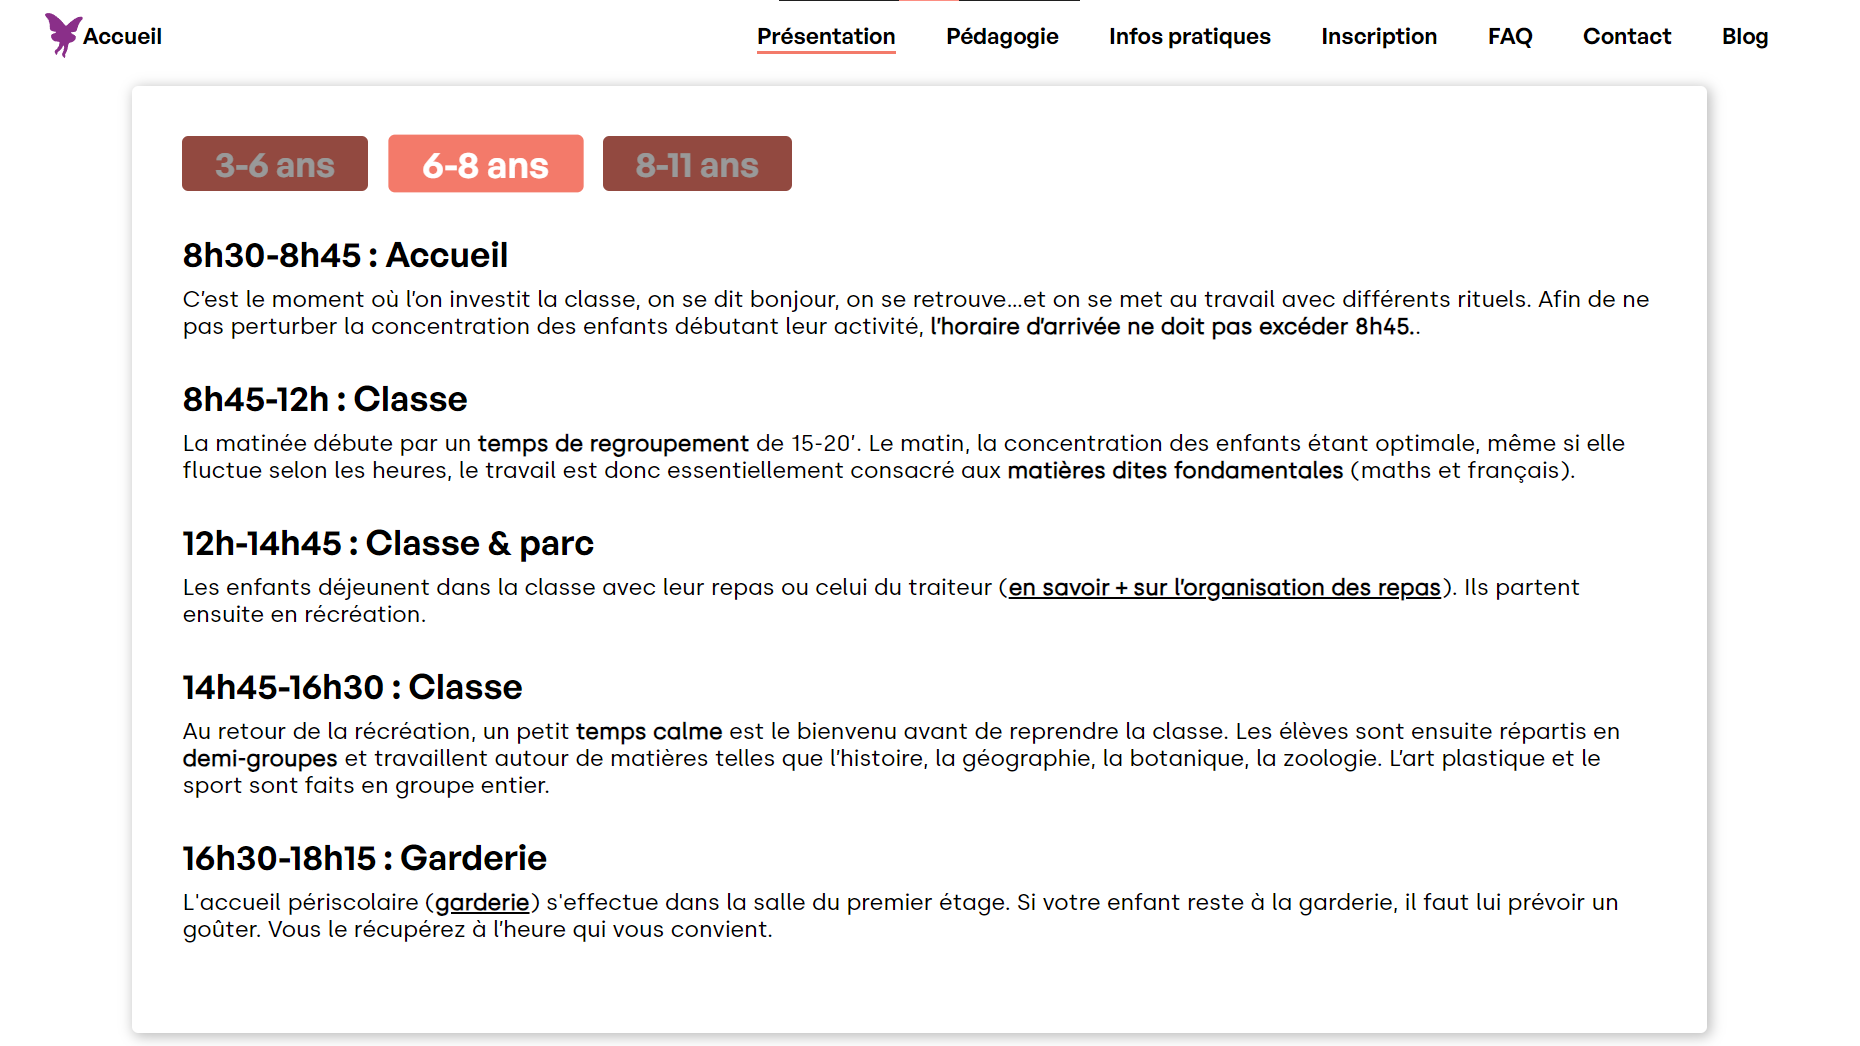 Accueil
Présentation
Pédagogie
Infos pratiques
Inscription
FAQ
Contact
Blog
3-6 ans
6-8 ans
8-11 ans
8h30-8h45 : Accueil
C’est le moment où l’on investit la classe, on se dit bonjour, on se retrouve...et on se met au travail avec différents rituels. Afin de ne
pas perturber la concentration des enfants débutant leur activité, l’horaire d’arrivée ne doit pas excéder 8h45..
8h45-12h : Classe
La matinée débute par un temps de regroupement de 15-20’. Le matin, la concentration des enfants étant optimale, même si elle
fluctue selon les heures, le travail est donc essentiellement consacré aux matières dites fondamentales (maths et français).
12h-14h45 : Classe & parc
Les enfants déjeunent dans la classe avec leur repas ou celui du traiteur (en savoir + sur l’organisation des repas). Ils partent
ensuite en récréation.
14h45-16h30 : Classe
Au retour de la récréation, un petit temps calme est le bienvenu avant de reprendre la classe. Les élèves sont ensuite répartis en
demi-groupes et travaillent autour de matières telles que l’histoire, la géographie, la botanique, la zoologie. L’art plastique et le
sport sont faits en groupe entier.
16h30-18h15 : Garderie
L'accueil périscolaire (garderie) s'effectue dans la salle du premier étage. Si votre enfant reste à la garderie, il faut lui prévoir un
goûter. Vous le récupérez à l’heure qui vous convient.